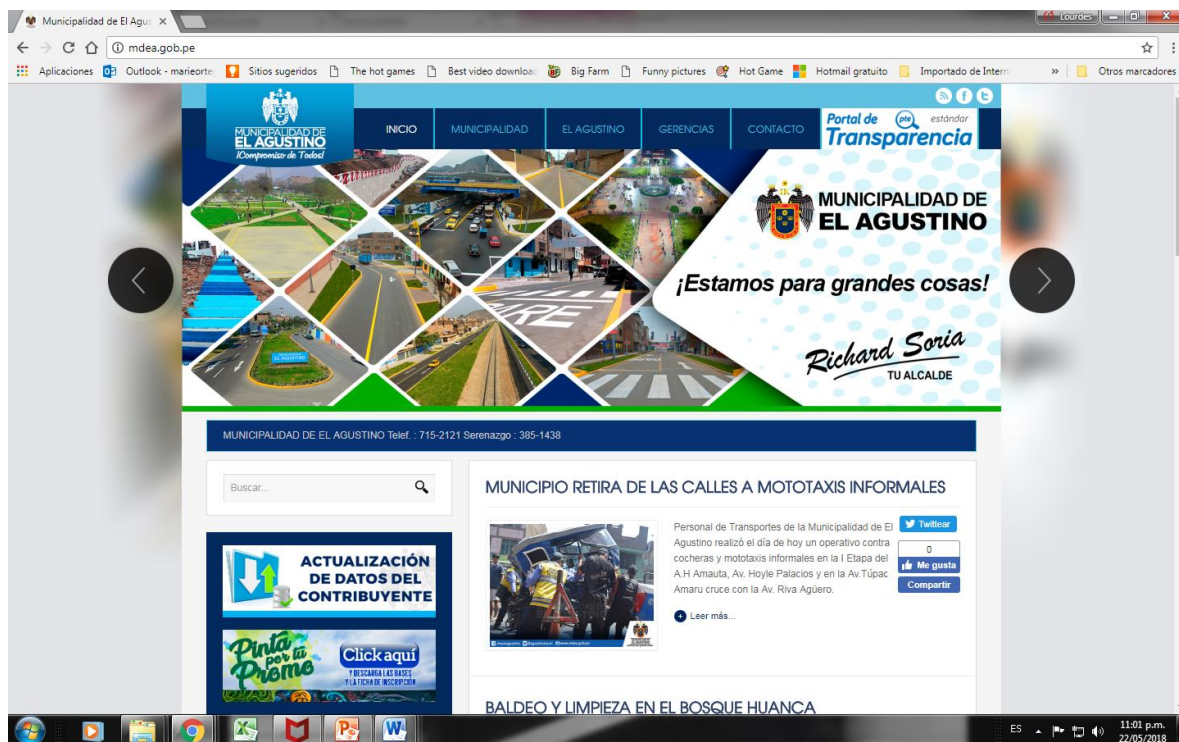 Municipalidad de El Agus
Lourdes
mdea.gob.pe
Aplicaciones
Outlook - marieorte
Sitios sugeridos
The hot games
Best video downloa
Big Farm
Funny pictures
Hot Game
Hotmail gratuito
Importado de Intern
»
Otros marcadores
MUNICIPALIDAD DE
EL AGUSTINO
¡Compromiso de Todos!
INICIO
MUNICIPALIDAD
EL AGUSTINO
GERENCIAS
CONTACTO
Portal de pte estándar
Transparencia
MUNICIPALIDAD DE
EL AGUSTINO
¡Estamos para grandes cosas!
Richard Soria
TU ALCALDE
EL AGUSTINO
MUNICIPALIDAD DE EL AGUSTINO Telef. : 715-2121 Serenazgo : 385-1438
Buscar...
ACTUALIZACIÓN
DE DATOS DEL
CONTRIBUYENTE
Pinta
por tu
Promo
Click aquí
Y DESCARGA LAS BASES
Y LA FICHA DE INSCRIPCIÓN
MUNICIPIO RETIRA DE LAS CALLES A MOTOTAXIS INFORMALES
Personal de Transportes de la Municipalidad de El
Agustino realizó el día de hoy un operativo contra
cocheras y mototaxis informales en la I Etapa del
A.H Amauta, Av. Hoyle Palacios y en la Av.Túpac
Amaru cruce con la Av. Riva Agüero.
Leer más...
Twittear
0
Me gusta
Compartir
BALDEO Y LIMPIEZA EN EL BOSQUE HUANCA
ES
11:01 p.m.
22/05/2018